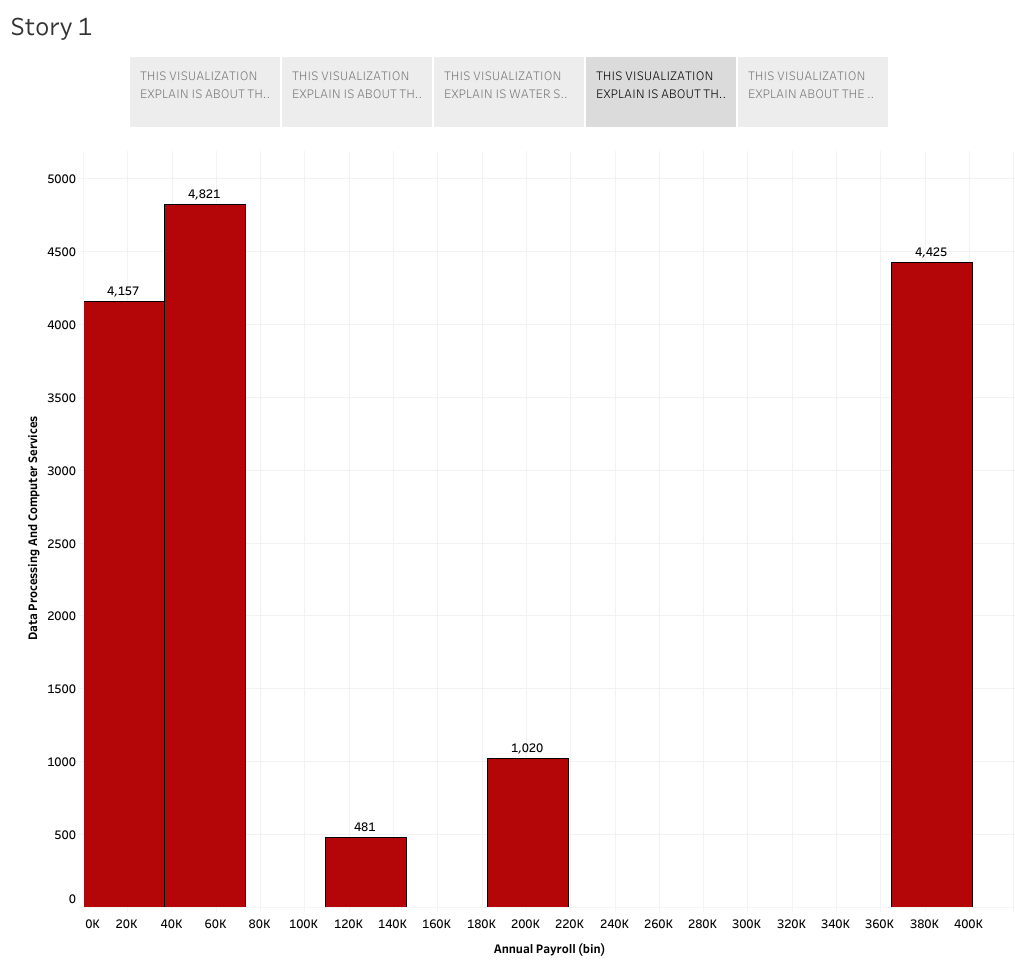 Story 1
THIS VISUALIZATION
EXPLAIN IS ABOUT TH..
THIS VISUALIZATION
EXPLAIN IS ABOUT TH..
THIS VISUALIZATION
EXPLAIN IS WATER S..
THIS VISUALIZATION
EXPLAIN IS ABOUT TH..
THIS VISUALIZATION
EXPLAIN ABOUT THE ..
Data Processing And Computer Services
5000
4500
4000
3500
3000
2500
2000
1500
1000
500
0
4,157
4,821
481
1,020
4,425
0K 20K 40K 60K 80K 100K 120K 140K 160K 180K 200K 220K 240K 260K 280K 300K 320K 340K 360K 380K 400K
Annual Payroll (bin)